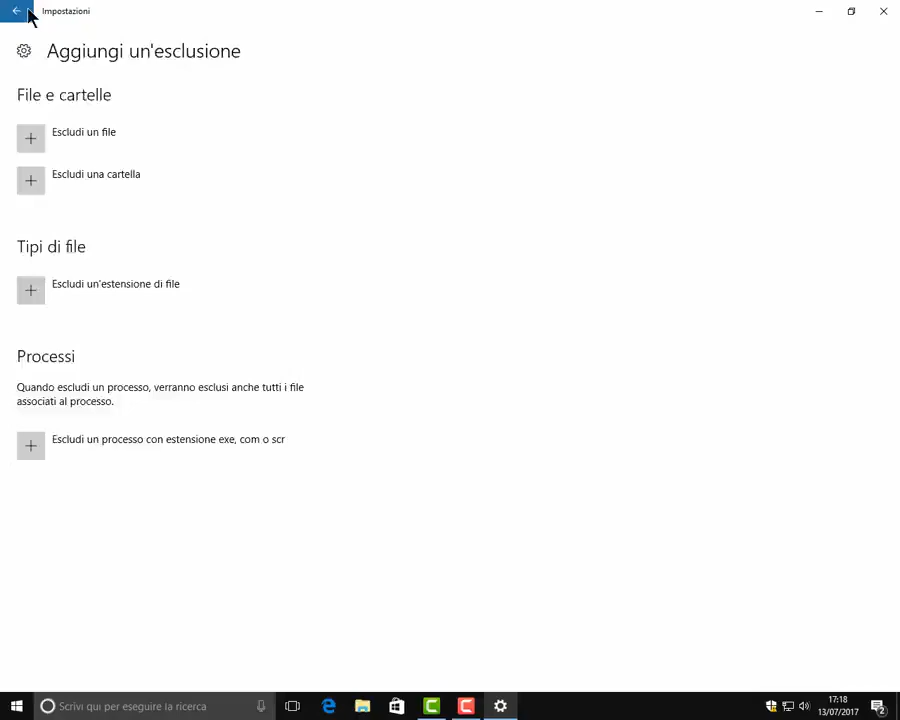 Impostazioni
Aggiungi un'esclusione
File e cartelle
Escludi un file
Escludi una cartella
Tipi di file
Escludi un'estensione di file
Processi
Quando escludi un processo, verranno esclusi anche tutti i file
associati al processo.
Escludi un processo con estensione exe, com o scr
Scrivi qui per eseguire la ricerca
17:18
13/07/2017
2